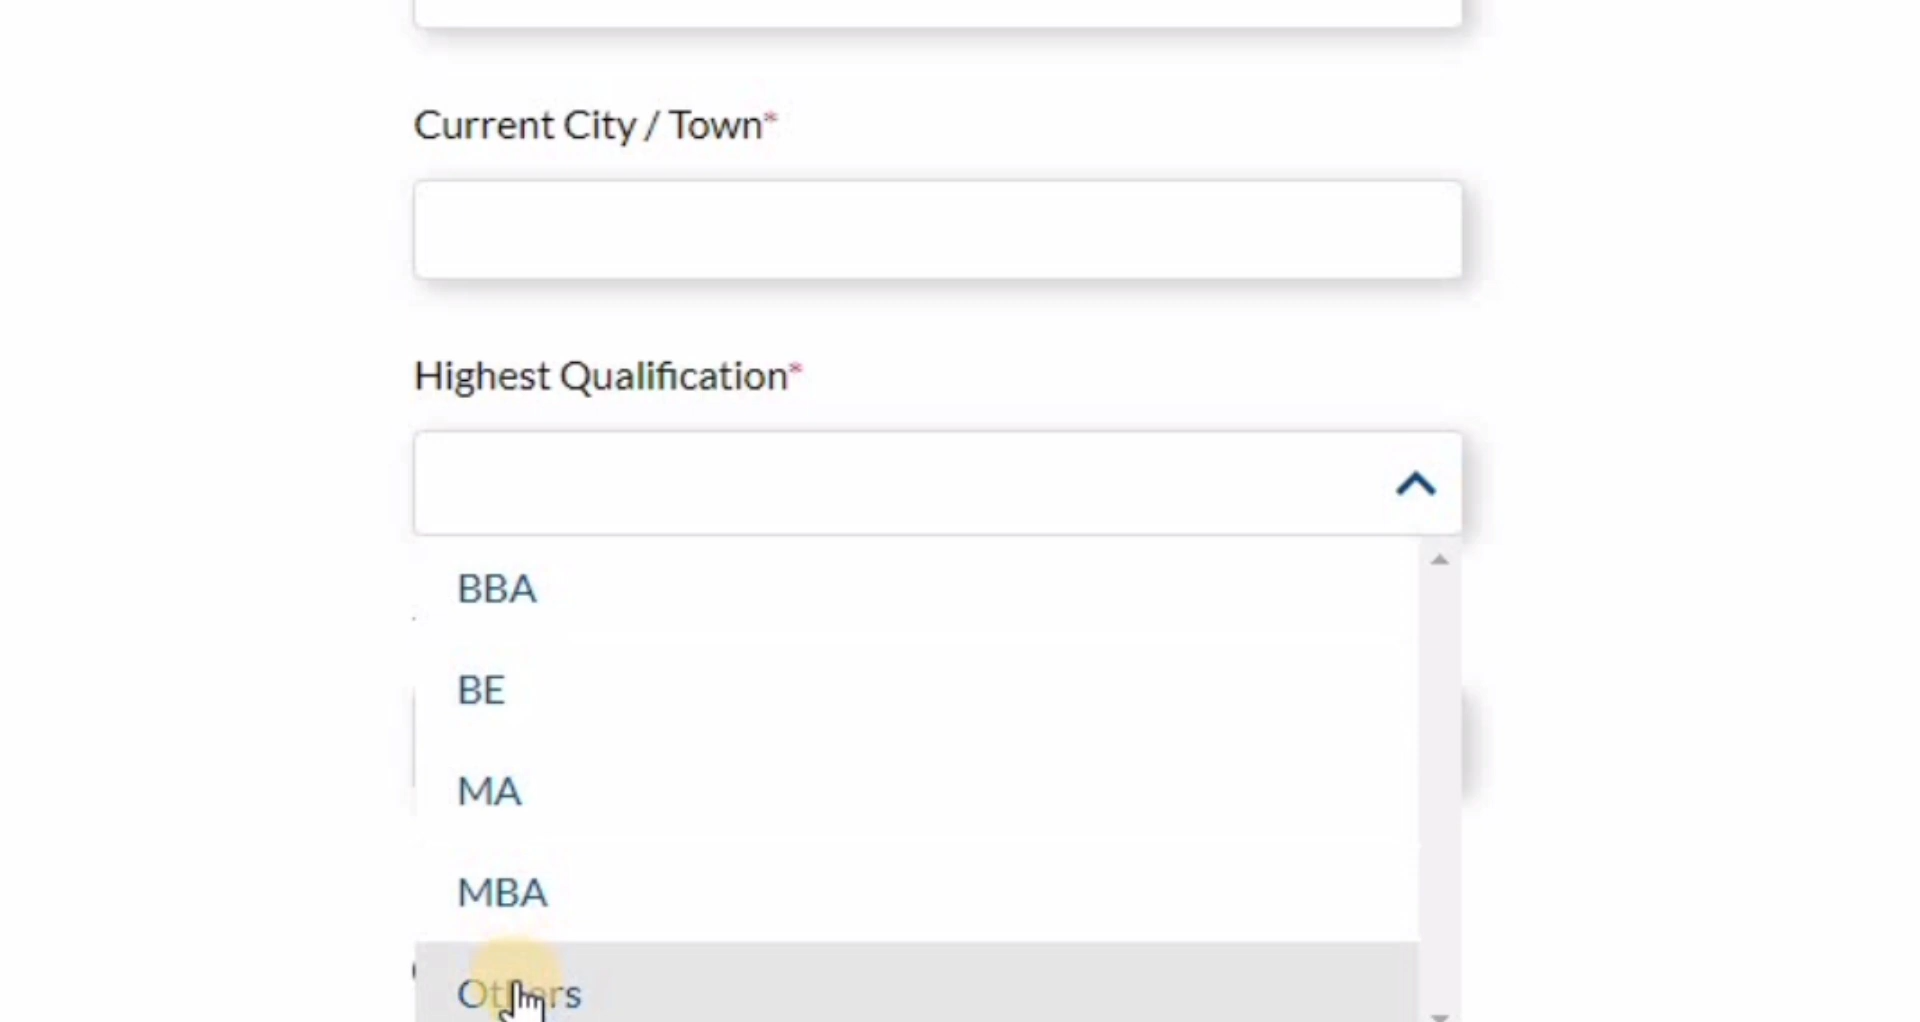 Current City / Town*
Highest Qualification*
BBA
BE
MA
MBA
Others